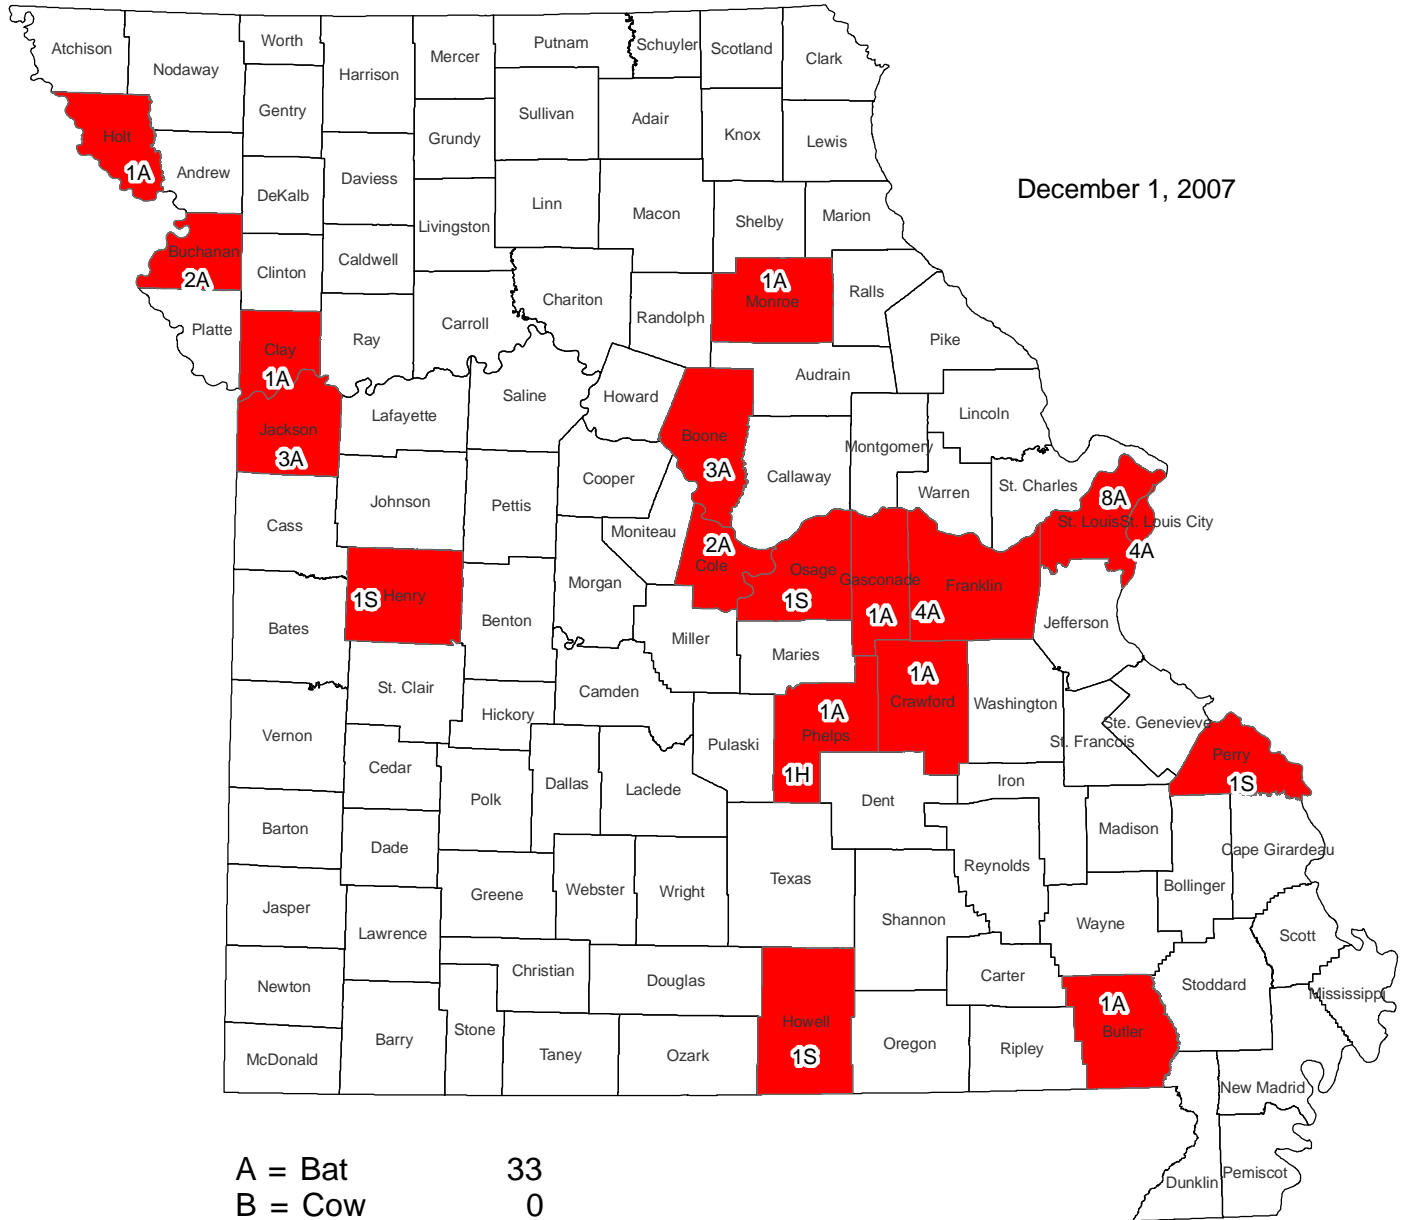 Atchison
Nodaway
Worth
Harrison
Mercer
Putnam
Schuyler
Scotland
Clark
Gentry
Sullivan
Adair
Knox
Lewis
Holt
1A
Andrew
DeKalb
Daviess
Grundy
Livingston
Linn
Macon
Shelby
Marion
December 1, 2007
Buchanan
2A
Clinton
Caldwell
Chariton
Randolph
1A
Monroe
Ralls
Pike
Platte
Clay
1A
Ray
Carroll
Saline
Howard
Audrain
Lincoln
Jackson
3A
Lafayette
Boone
3A
Callaway
Montgomery
Warren
St. Charles
8A
St. Louis
St. Louis City
4A
Cass
Johnson
Pettis
Cooper
Moniteau
2A
Cole
Osage
1S
Gasconade
1A
Franklin
4A
1S
Henry
Morgan
Bates
Benton
Miller
Maries
Jefferson
St. Clair
Hickory
Camden
Pulaski
1A
Phelps
1H
1A
Crawford
Washington
St. Francois
Ste. Genevieve
Perry
1S
Vernon
Cedar
Polk
Dallas
Laclede
Dent
Iron
Madison
Cape Girardeau
Barton
Dade
Greene
Webster
Wright
Texas
Reynolds
Bollinger
Jasper
Lawrence
Shannon
Wayne
Scott
Newton
Christian
Douglas
Carter
Stoddard
Mississippi
McDonald
Barry
Stone
Taney
Ozark
Howell
1S
Oregon
Ripley
1A
Butler
New Madrid
Dunklin
Pemiscot
A = Bat 33
B = Cow 0